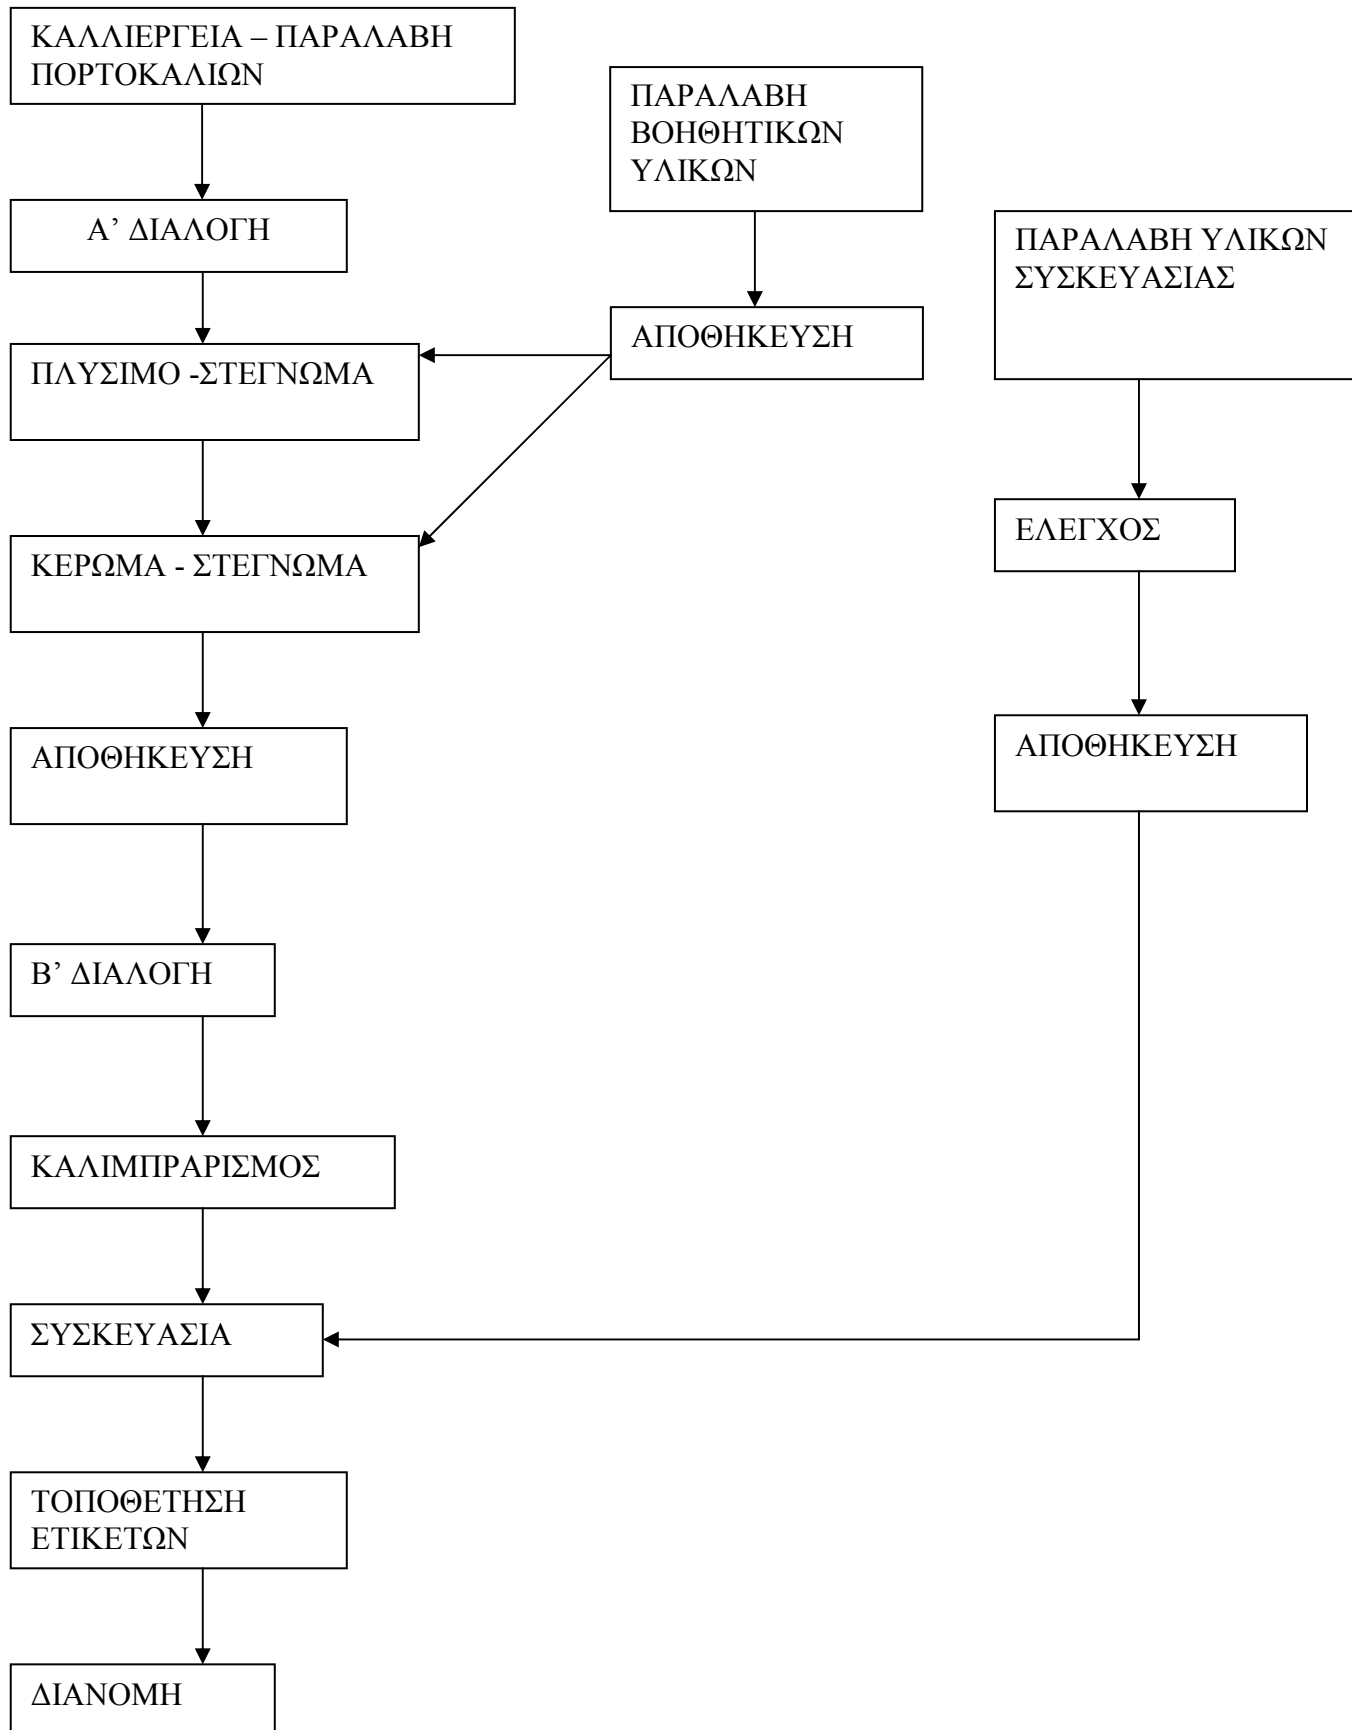 ΚΑΛΛΙΕΡΓΕΙΑ – ΠΑΡΑΛΑΒΗ
ΠΟΡΤΟΚΑΛΙΩΝ
ΠΑΡΑΛΑΒΗ
ΒΟΗΘΗΤΙΚΩΝ
ΥΛΙΚΩΝ
Α’ ΔΙΑΛΟΓΗ
ΠΑΡΑΛΑΒΗ ΥΛΙΚΩΝ
ΣΥΣΚΕΥΑΣΙΑΣ
ΑΠΟΘΗΚΕΥΣΗ
ΠΛΥΣΙΜΟ -ΣΤΕΓΝΩΜΑ
ΕΛΕΓΧΟΣ
ΚΕΡΩΜΑ - ΣΤΕΓΝΩΜΑ
ΑΠΟΘΗΚΕΥΣΗ
ΑΠΟΘΗΚΕΥΣΗ
Β’ ΔΙΑΛΟΓΗ
ΚΑΛΙΜΠΡΑΡΙΣΜΟΣ
ΣΥΣΚΕΥΑΣΙΑ
ΤΟΠΟΘΕΤΗΣΗ
ΕΤΙΚΕΤΩΝ
ΔΙΑΝΟΜΗ